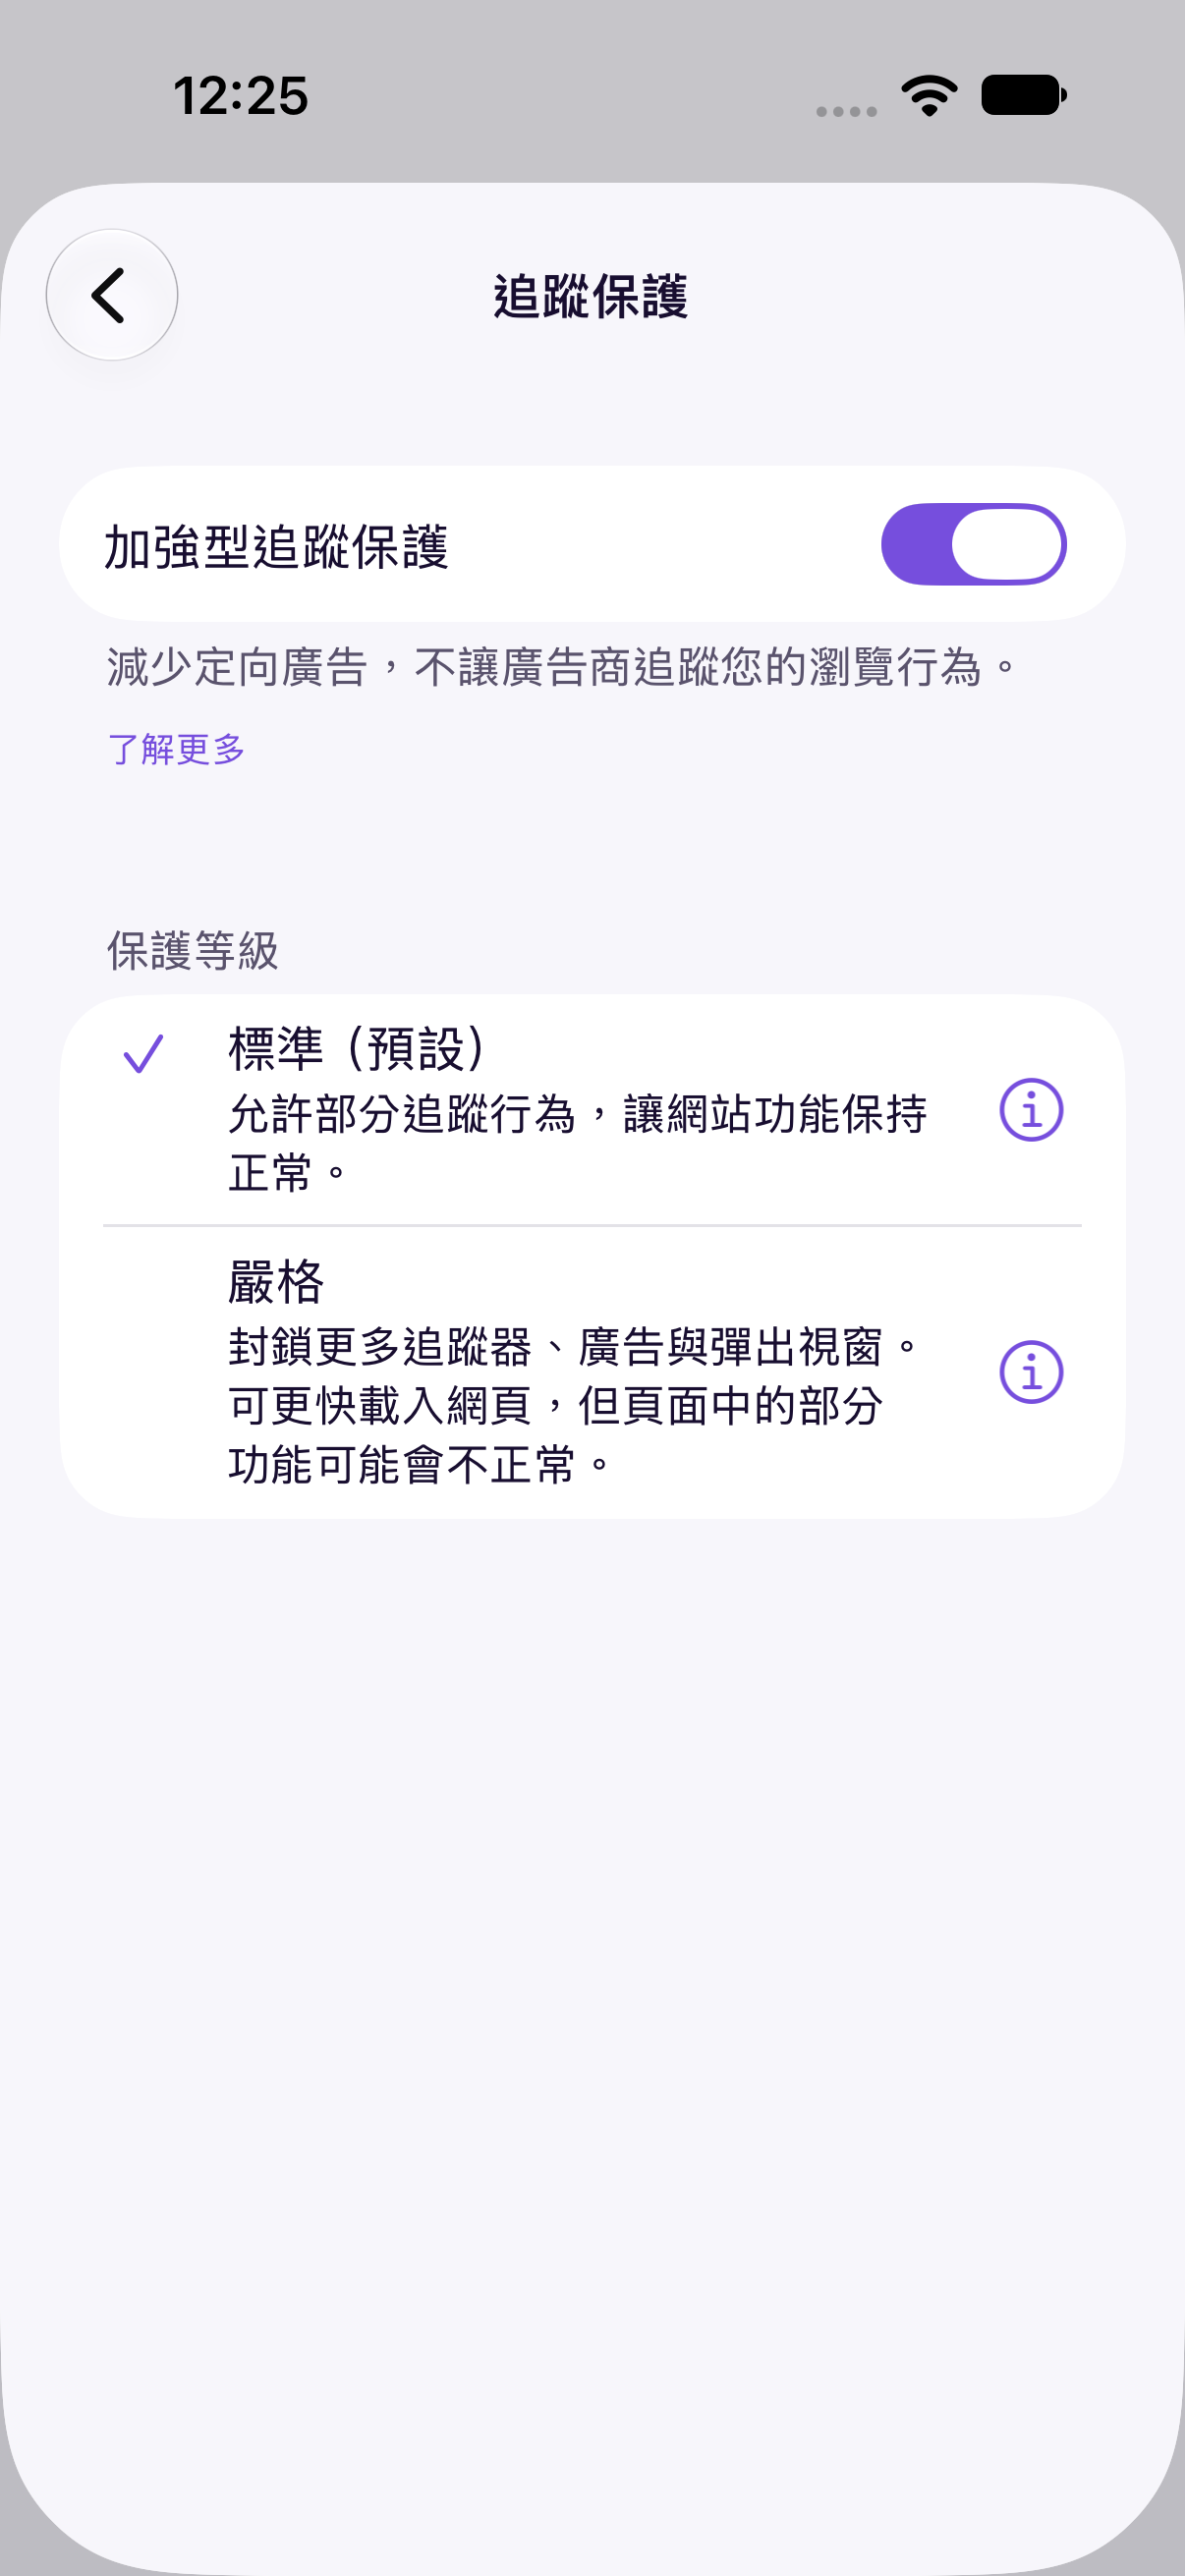 12:25
追蹤保護
加強型追蹤保護
減少定向廣告，不讓廣告商追蹤您的瀏覽行為。
了解更多
保護等級
標準（預設）
允許部分追蹤行為，讓網站功能保持
正常。
嚴格
封鎖更多追蹤器、廣告與彈出視窗。
可更快載入網頁，但頁面中的部分
功能可能會不正常。